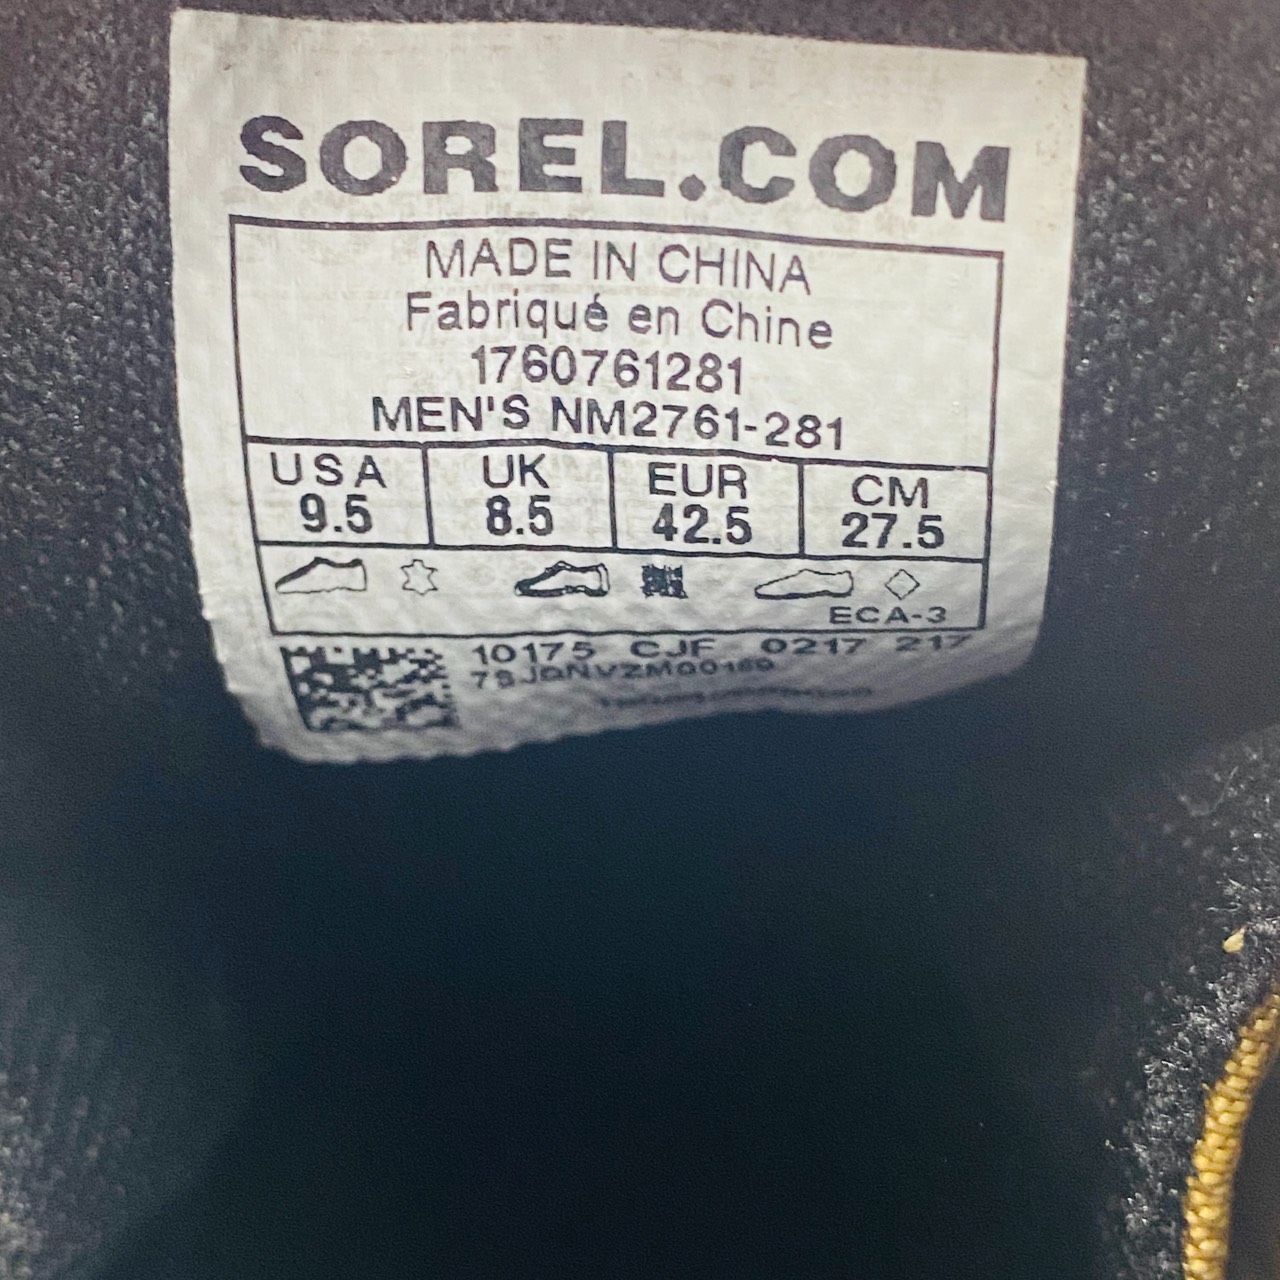 SOREL.COM
MADE IN CHINA
Fabriqué en Chine
1760761281
MEN'S NM2761-281
USA UK EUR CM
9.5 8.5 42.5 27.5
ECA-3
10175 CJF 0217 217